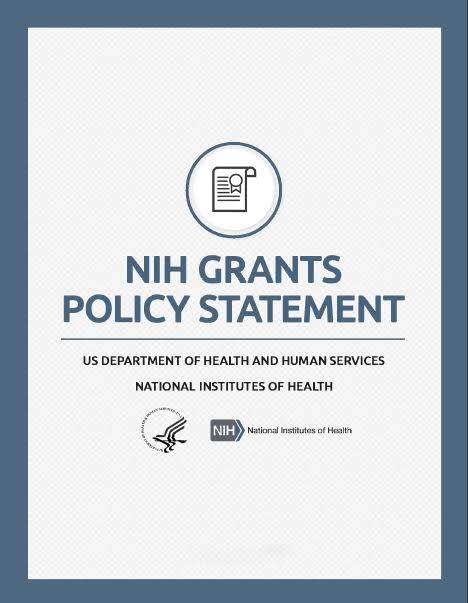 NIH GRANTS
POLICY STATEMENT
US DEPARTMENT OF HEALTH AND HUMAN SERVICES
NATIONAL INSTITUTES OF HEALTH
NIH National Institutes of Health